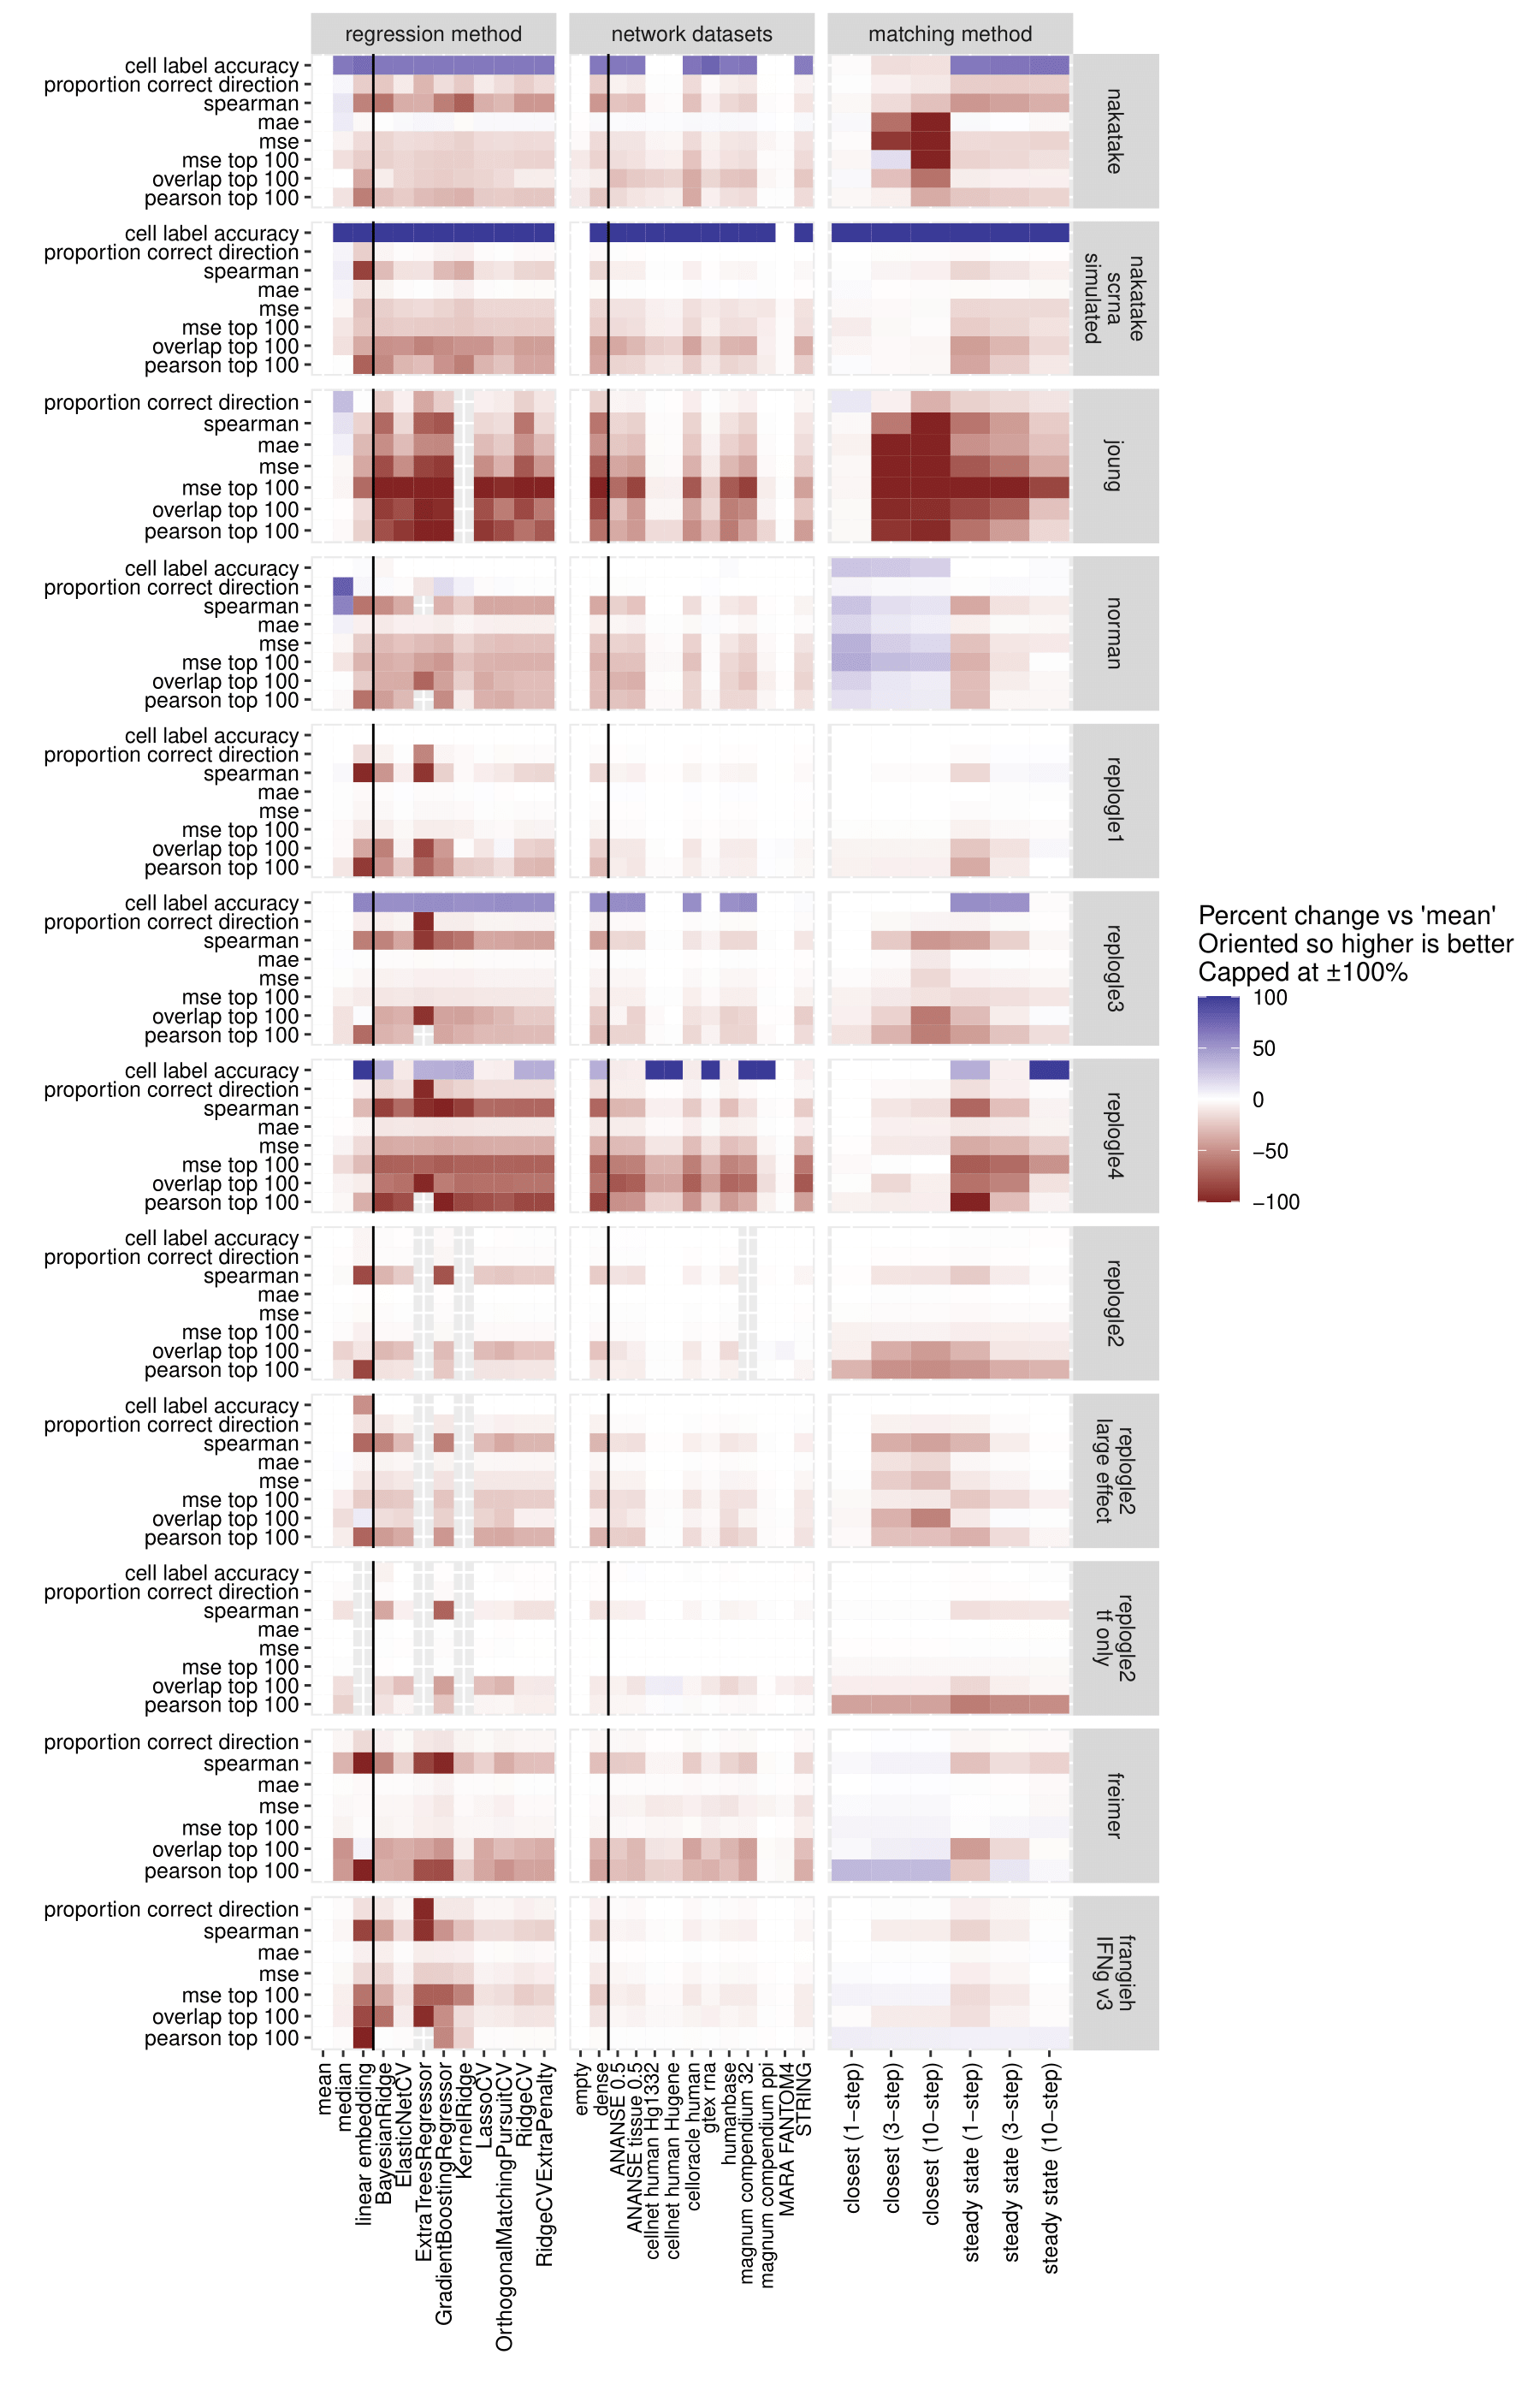 regression method
network datasets
matching method
cell label accuracy
proportion correct direction
spearman
mae
mse
mse top 100
overlap top 100
pearson top 100
nakatake
cell label accuracy
proportion correct direction
spearman
mae
mse
mse top 100
overlap top 100
pearson top 100
nakatake
scrna
simulated
proportion correct direction
spearman
mae
mse
mse top 100
overlap top 100
pearson top 100
joung
cell label accuracy
proportion correct direction
spearman
mae
mse
mse top 100
overlap top 100
pearson top 100
norman
cell label accuracy
proportion correct direction
spearman
mae
mse
mse top 100
overlap top 100
pearson top 100
replogle1
cell label accuracy
proportion correct direction
spearman
mae
mse
mse top 100
overlap top 100
pearson top 100
replogle3
cell label accuracy
proportion correct direction
spearman
mae
mse
mse top 100
overlap top 100
pearson top 100
replogle4
cell label accuracy
proportion correct direction
spearman
mae
mse
mse top 100
overlap top 100
pearson top 100
replogle2
cell label accuracy
proportion correct direction
spearman
mae
mse
mse top 100
overlap top 100
pearson top 100
replogle2
large effect
cell label accuracy
proportion correct direction
spearman
mae
mse
mse top 100
overlap top 100
pearson top 100
replogle2
tf only
proportion correct direction
spearman
mae
mse
mse top 100
overlap top 100
pearson top 100
freimer
proportion correct direction
spearman
mae
mse
mse top 100
overlap top 100
pearson top 100
frangieh
IFNg v3
mean
median
linear embedding
BayesianRidge
ElasticNetCV
ExtraTreesRegressor
GradientBoostingRegressor
KernelRidge
LassoCV
OrthogonalMatchingPursuitCV
RidgeCV
RidgeCVExtraPenalty
empty
dense
ANANSE 0.5
ANANSE tissue 0.5
cellnet human Hg1332
cellnet human Hugene
celloracle human
gtex rna
humanbase
magnum compendium 32
magnum compendium ppi
MARA FANTOM4
STRING
closest (1−step)
closest (3−step)
closest (10−step)
steady state (1−step)
steady state (3−step)
steady state (10−step)
Percent change vs 'mean'
Oriented so higher is better
Capped at ±100%
100
50
0
−50
−100